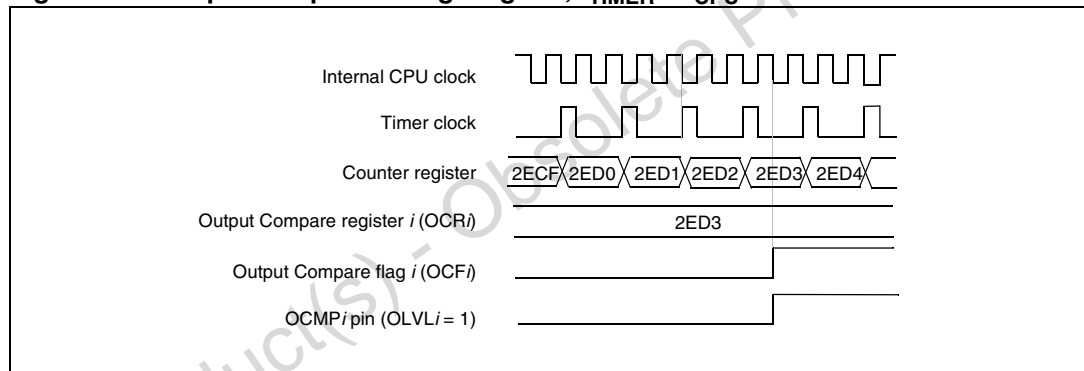 Internal CPU clock
Timer clock
Counter register 2ECF 2ED0 2ED1 2ED2 2ED3 2ED4
Output Compare register i (OCRi) 2ED3
Output Compare flag i (OCFi)
OCMPi pin (OLVLi = 1)